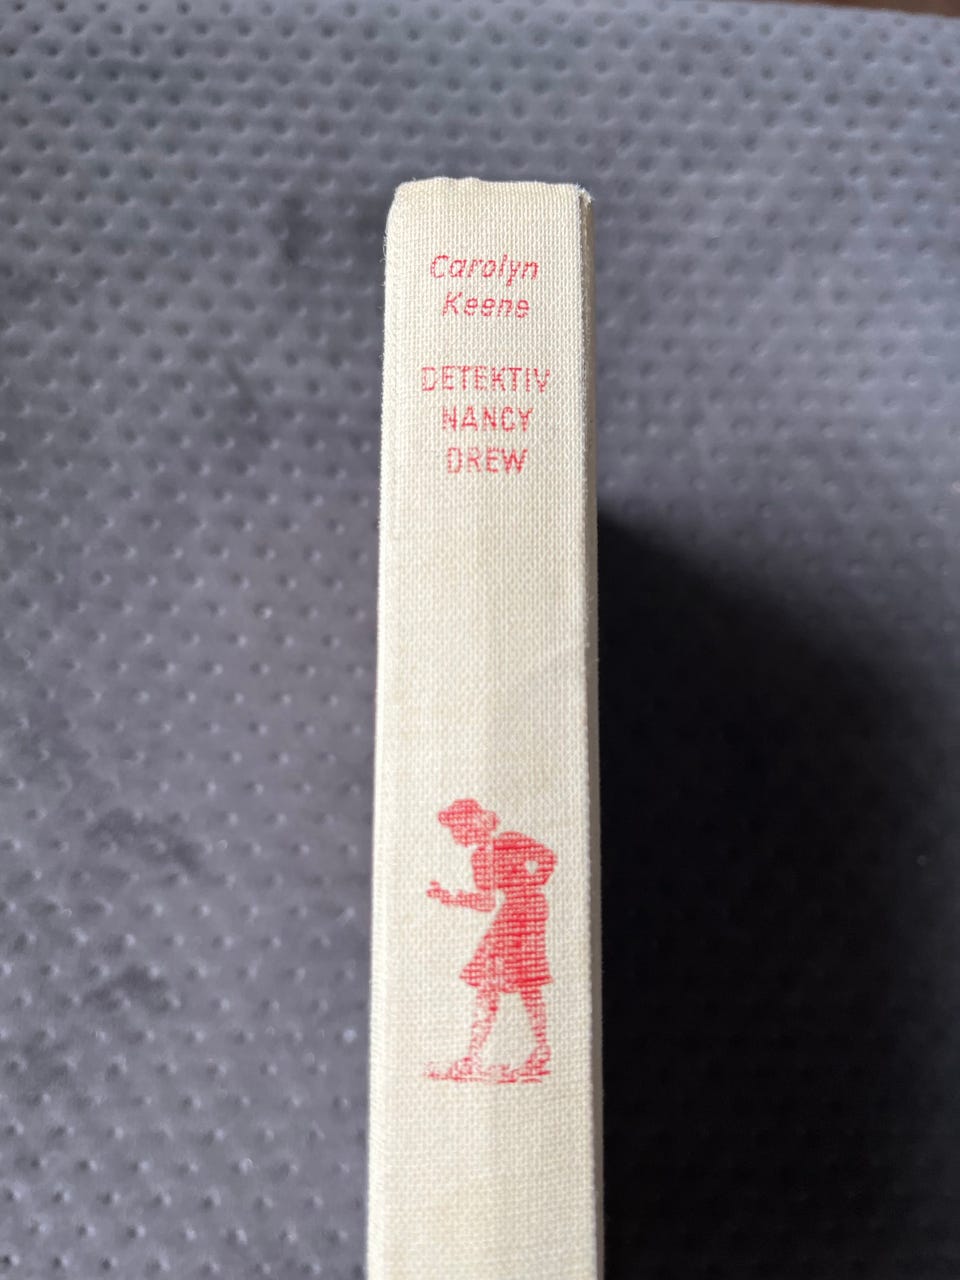 Carolyn
Keene
DETEKTIV
NANCY
DREW